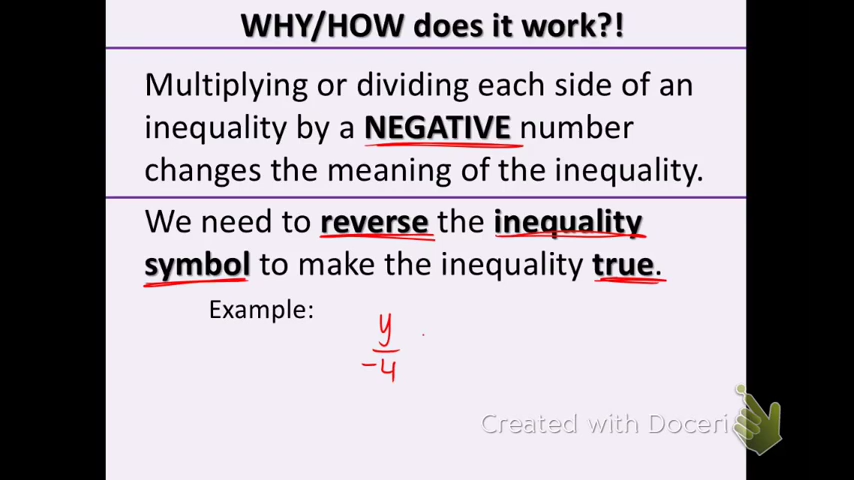 WHY/HOW does it work?!
Multiplying or dividing each side of an
inequality by a NEGATIVE number
changes the meaning of the inequality.
We need to reverse the inequality
symbol to make the inequality true.
Example:
y
-4
Created with Doceri